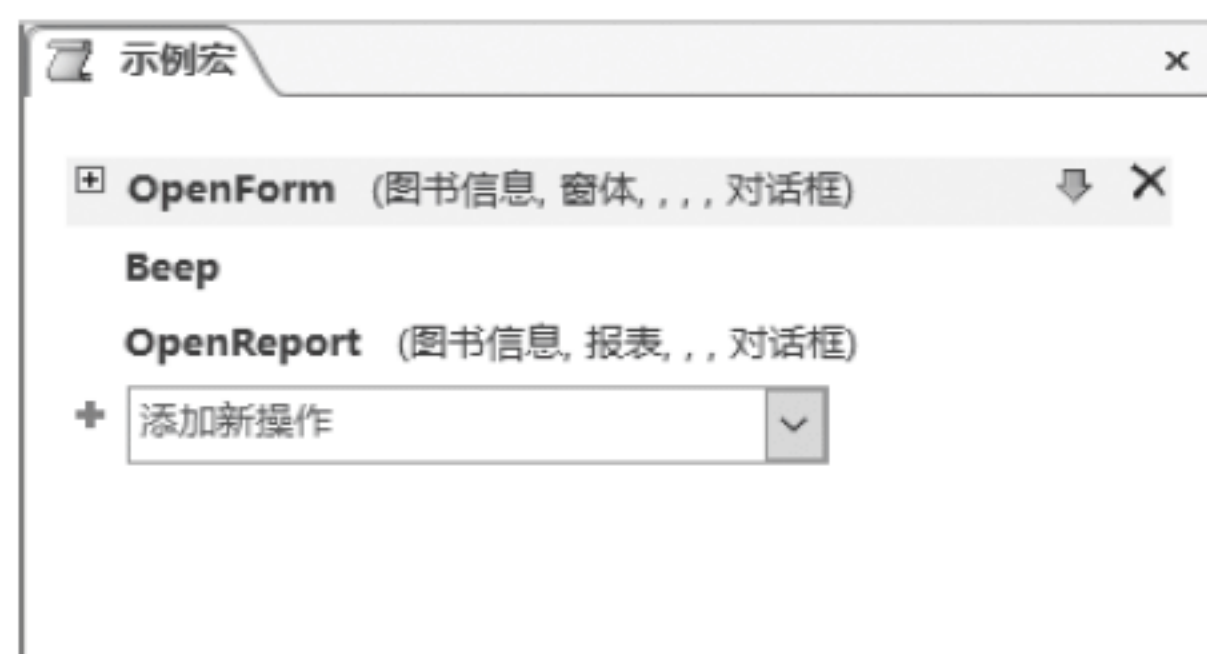 示例宏
OpenForm (图书信息, 窗体, , , , 对话框)
Beep
OpenReport (图书信息, 报表, , , 对话框)
添加新操作